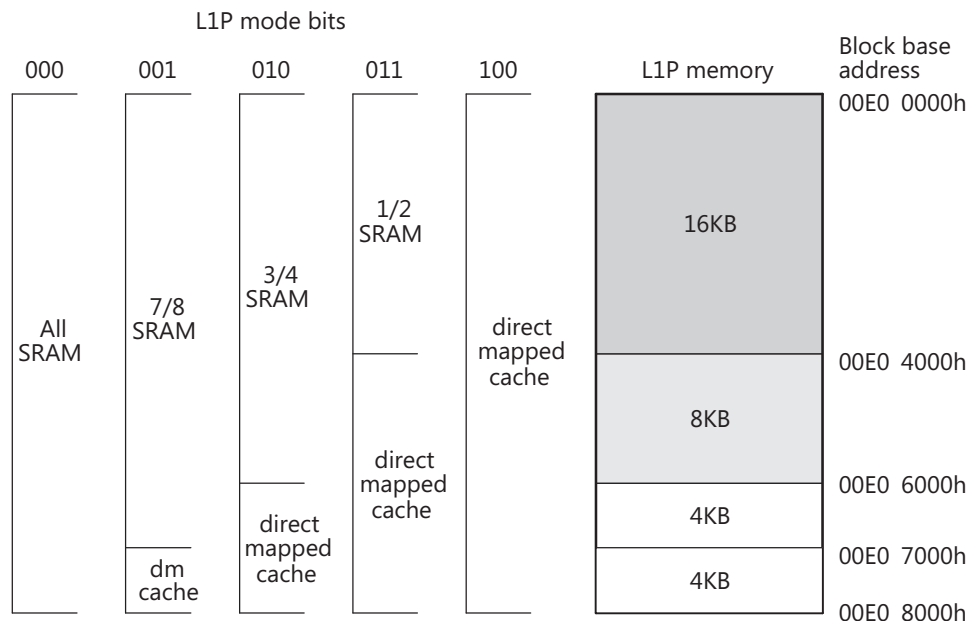 L1P mode bits
000 001 010 011 100 L1P memory
Block base
address
00E0 0000h
1/2
SRAM
16KB
3/4
SRAM
7/8
SRAM
All
SRAM
direct
mapped
cache
00E0 4000h
8KB
direct
mapped
cache
00E0 6000h
4KB
direct
mapped
cache
00E0 7000h
dm
cache
4KB
00E0 8000h